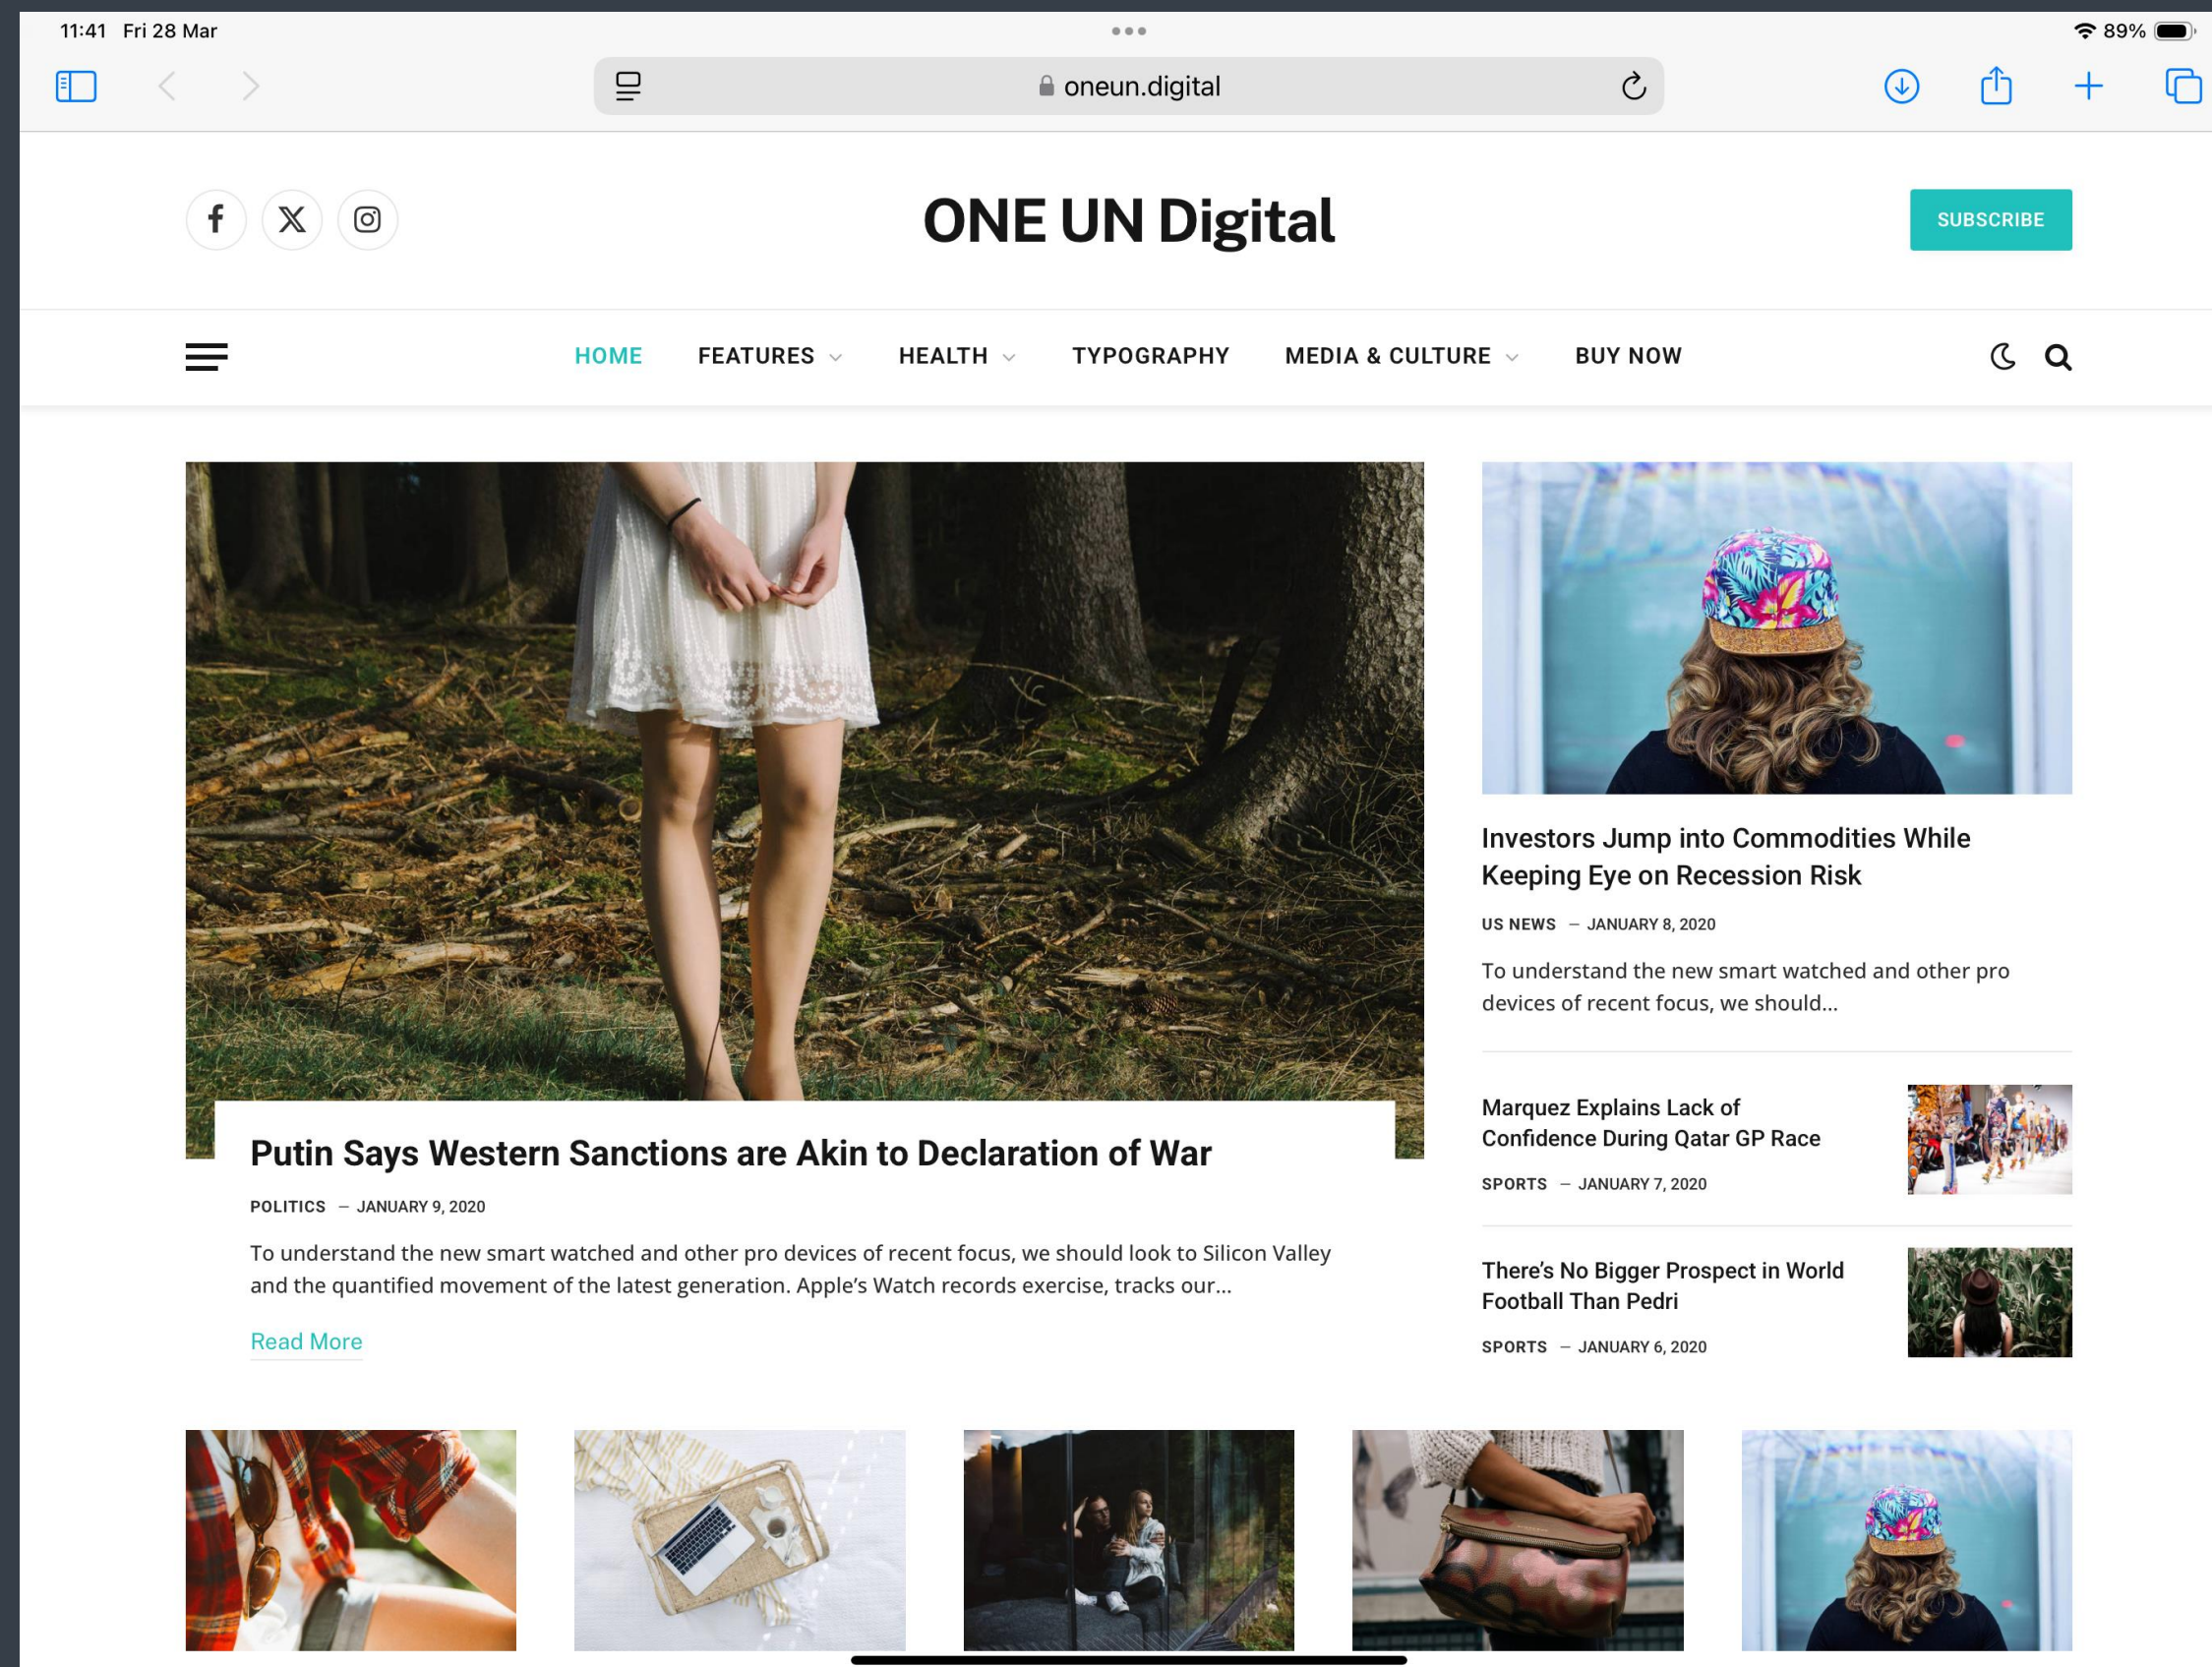 11:41 Fri 28 Mar
89%
oneun.digital
ONE UN Digital
SUBSCRIBE
HOME FEATURES HEALTH TYPOGRAPHY MEDIA & CULTURE BUY NOW
Putin Says Western Sanctions are Akin to Declaration of War
POLITICS — JANUARY 9, 2020
To understand the new smart watched and other pro devices of recent focus, we should look to Silicon Valley
and the quantified movement of the latest generation. Apple’s Watch records exercise, tracks our...
Read More
Investors Jump into Commodities While
Keeping Eye on Recession Risk
US NEWS — JANUARY 8, 2020
To understand the new smart watched and other pro
devices of recent focus, we should...
Marquez Explains Lack of
Confidence During Qatar GP Race
SPORTS — JANUARY 7, 2020
There’s No Bigger Prospect in World
Football Than Pedri
SPORTS — JANUARY 6, 2020